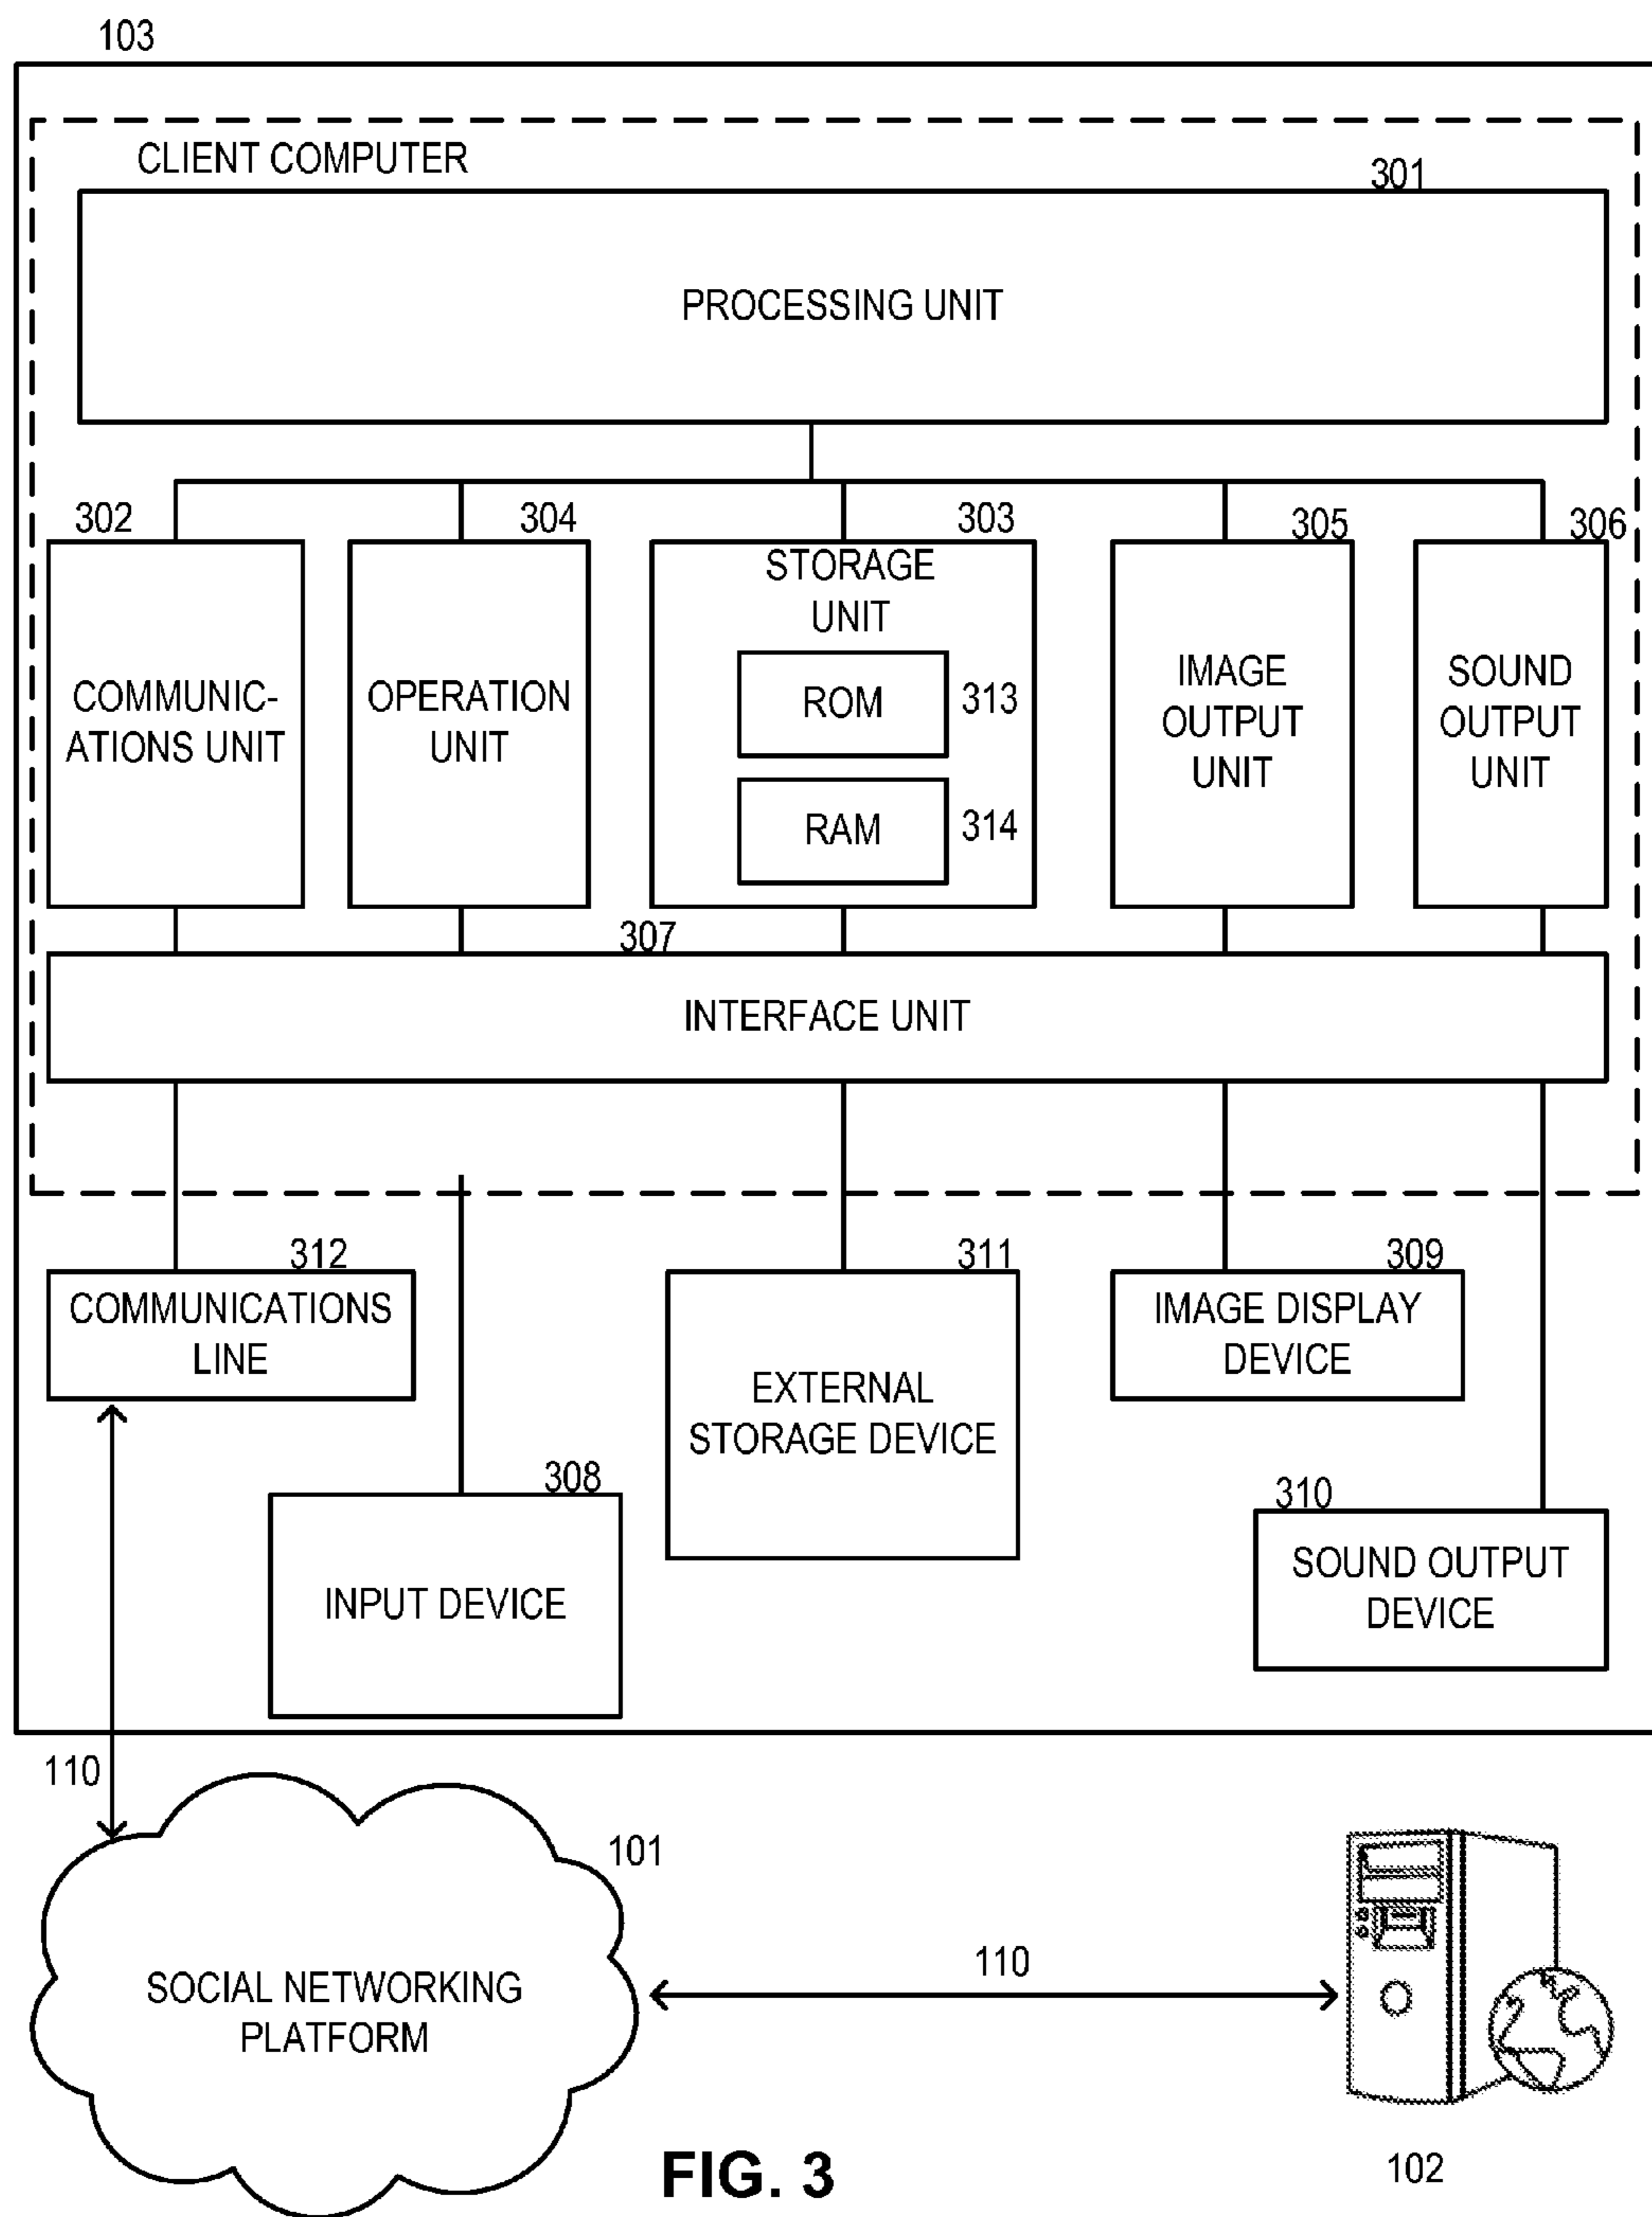 103
CLIENT COMPUTER
301
PROCESSING UNIT
302
304
303
305
306
COMMUNIC-
ATIONS UNIT
OPERATION
UNIT
STORAGE
UNIT
ROM
313
RAM
314
IMAGE
OUTPUT
UNIT
SOUND
OUTPUT
UNIT
307
INTERFACE UNIT
312
COMMUNICATIONS
LINE
311
EXTERNAL
STORAGE DEVICE
309
IMAGE DISPLAY
DEVICE
308
INPUT DEVICE
310
SOUND OUTPUT
DEVICE
110
101
SOCIAL NETWORKING
PLATFORM
110
102
FIG. 3